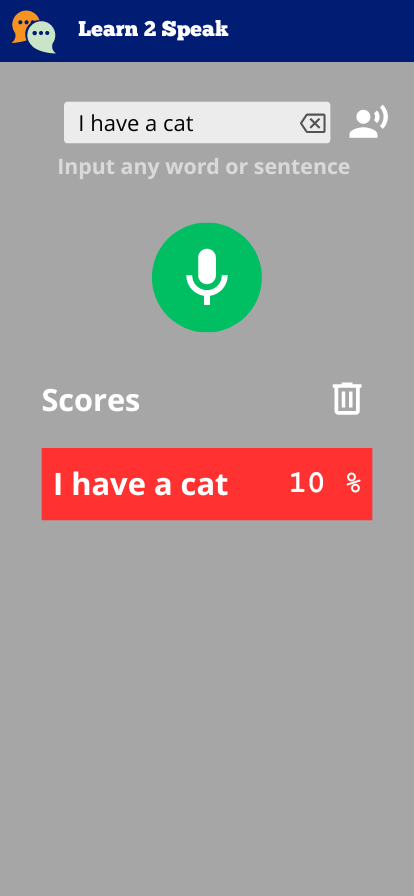 Learn 2 Speak
I have a cat
Input any word or sentence
Scores
I have a cat 10 %